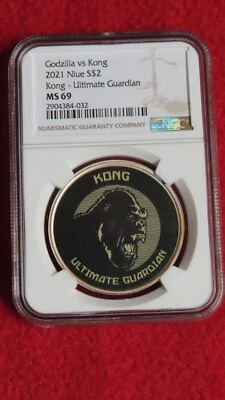 Godzilla vs Kong
2021 Niue S$2
Kong - Ultimate Guardian
MS 69
2904384-032
NUMISMATIC GUARANTY COMPANY
NGC
KONG
ULTIMATE GUARDIAN